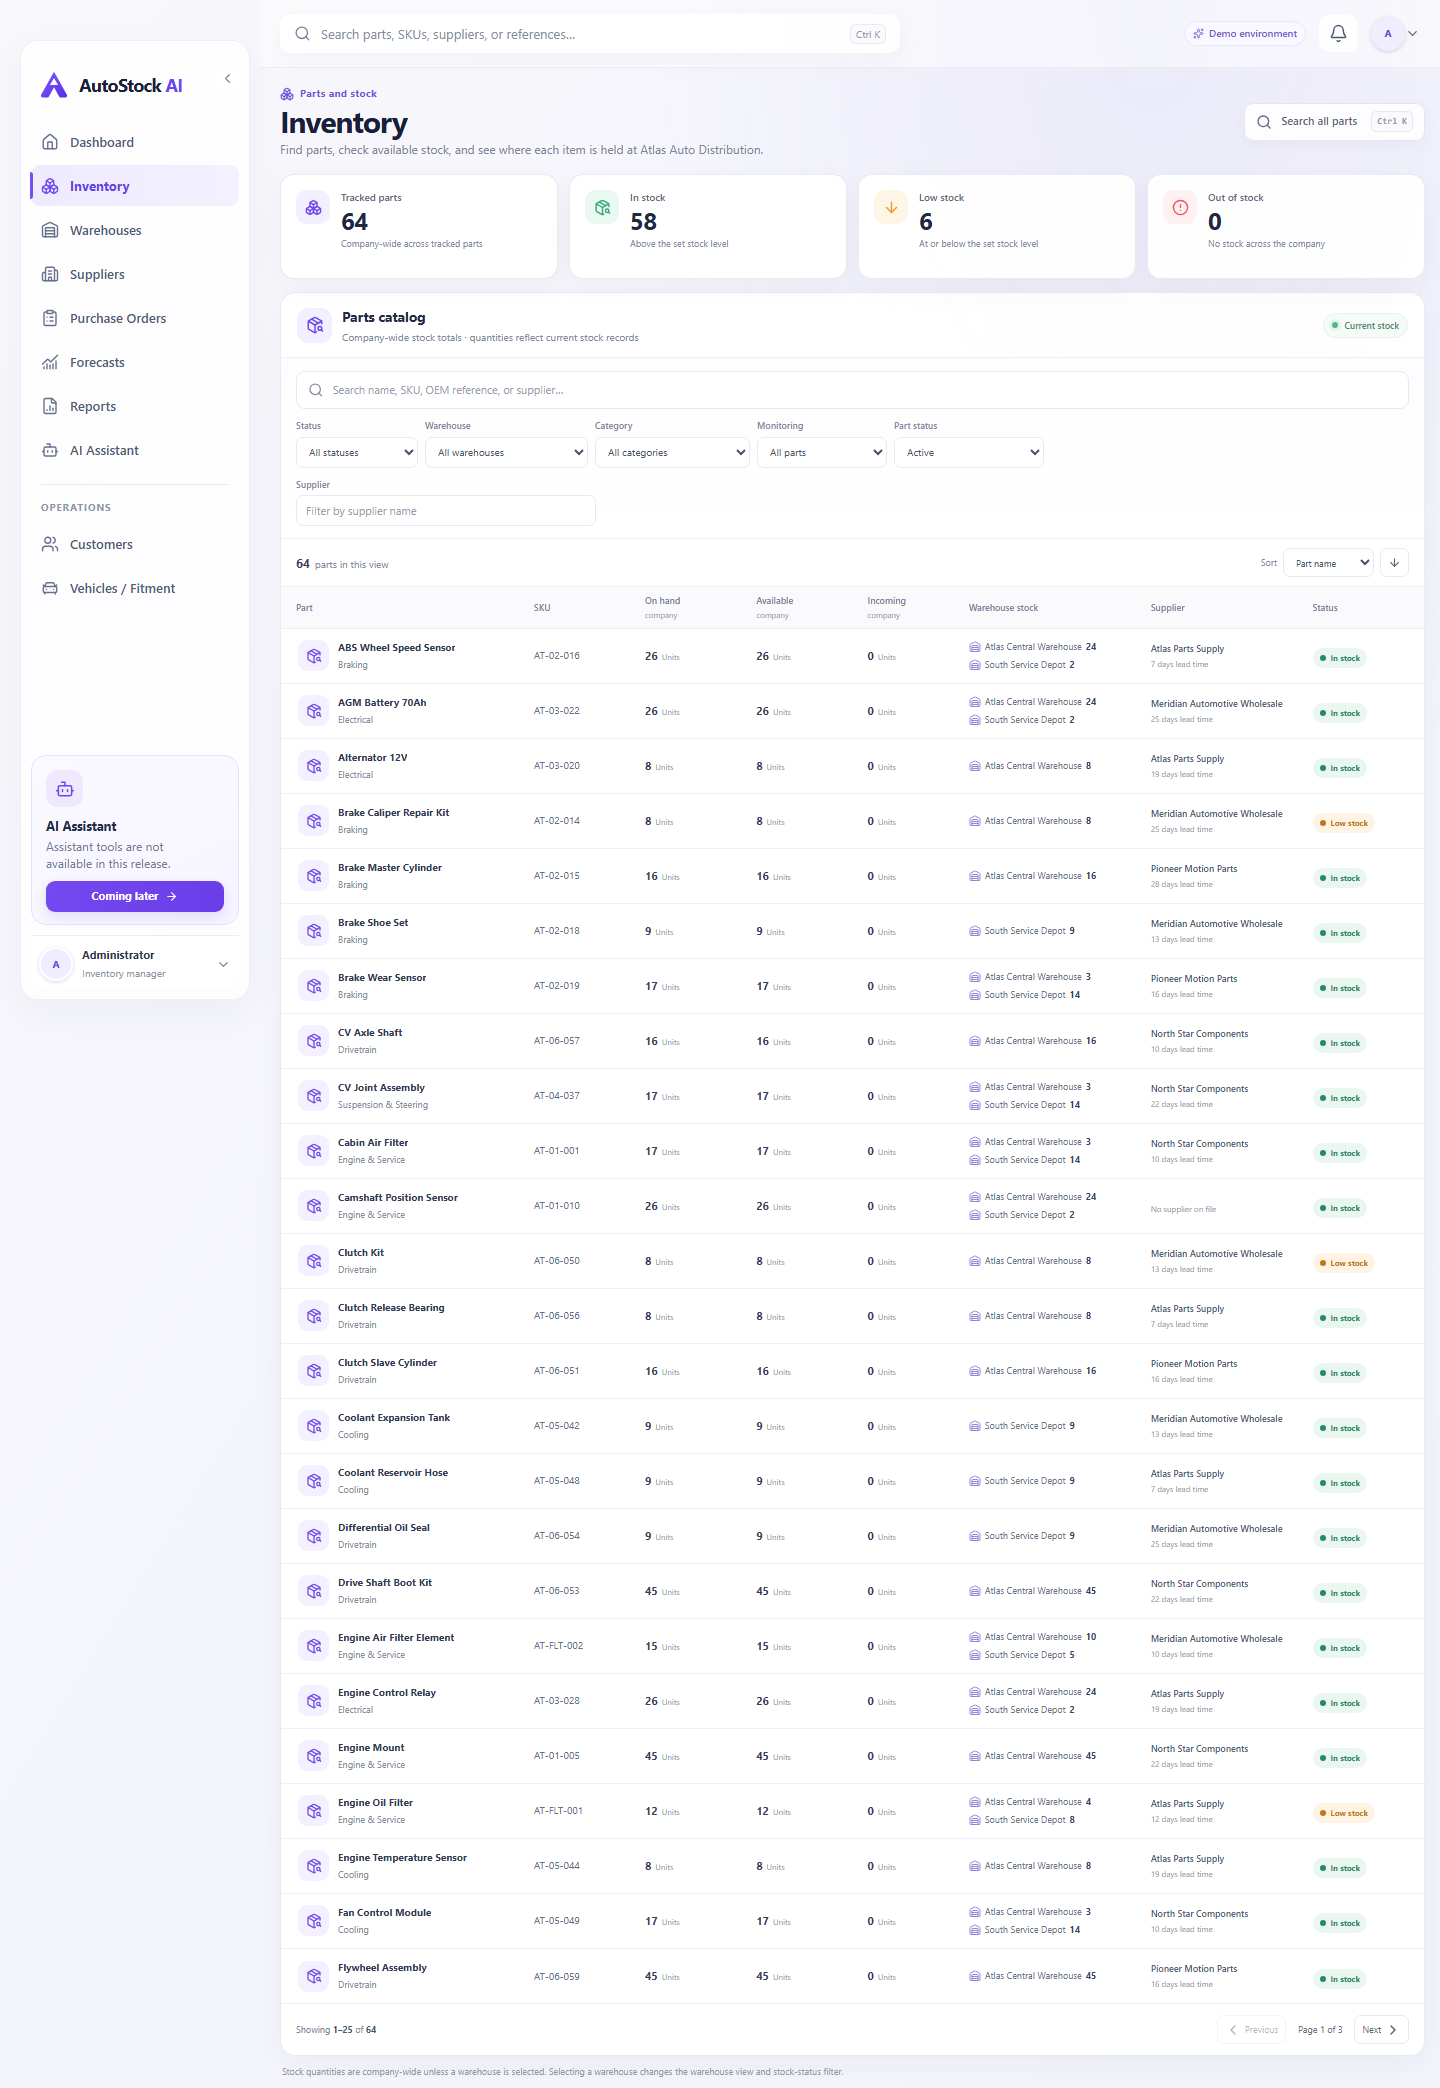 AutoStock AI
Dashboard
Inventory
Warehouses
Suppliers
Purchase Orders
Forecasts
Reports
AI Assistant
OPERATIONS
Customers
Vehicles / Fitment
AI Assistant
Assistant tools are not
available in this release.
Coming later
A
Administrator
Inventory manager
Search parts, SKUs, suppliers, or references...
Ctrl K
Demo environment
A
Parts and stock
Inventory
Find parts, check available stock, and see where each item is held at Atlas Auto Distribution.
Search all parts
Ctrl K
Tracked parts
64
Company-wide across tracked parts
In stock
58
Above the set stock level
Low stock
6
At or below the set stock level
Out of stock
0
No stock across the company
Parts catalog
Company-wide stock totals · quantities reflect current stock records
Current stock
Search name, SKU, OEM reference, or supplier...
Status Warehouse Category Monitoring Part status
All statuses All warehouses All categories All parts Active
Supplier
Filter by supplier name
64 parts in this view
Sort Part name
Part SKU On hand company Available company Incoming company Warehouse stock Supplier Status
ABS Wheel Speed Sensor Braking AT-02-016 26 Units 26 Units 0 Units Atlas Central Warehouse 24 South Service Depot 2 Atlas Parts Supply 7 days lead time In stock
AGM Battery 70Ah Electrical AT-03-022 26 Units 26 Units 0 Units Atlas Central Warehouse 24 South Service Depot 2 Meridian Automotive Wholesale 25 days lead time In stock
Alternator 12V Electrical AT-03-020 8 Units 8 Units 0 Units Atlas Central Warehouse 8 Atlas Parts Supply 19 days lead time In stock
Brake Caliper Repair Kit Braking AT-02-014 8 Units 8 Units 0 Units Atlas Central Warehouse 8 Meridian Automotive Wholesale 25 days lead time Low stock
Brake Master Cylinder Braking AT-02-015 16 Units 16 Units 0 Units Atlas Central Warehouse 16 Pioneer Motion Parts 28 days lead time In stock
Brake Shoe Set Braking AT-02-018 9 Units 9 Units 0 Units South Service Depot 9 Meridian Automotive Wholesale 13 days lead time In stock
Brake Wear Sensor Braking AT-02-019 17 Units 17 Units 0 Units Atlas Central Warehouse 3 South Service Depot 14 Pioneer Motion Parts 16 days lead time In stock
CV Axle Shaft Drivetrain AT-06-057 16 Units 16 Units 0 Units Atlas Central Warehouse 16 North Star Components 10 days lead time In stock
CV Joint Assembly Suspension & Steering AT-04-037 17 Units 17 Units 0 Units Atlas Central Warehouse 3 South Service Depot 14 North Star Components 22 days lead time In stock
Cabin Air Filter Engine & Service AT-01-001 17 Units 17 Units 0 Units Atlas Central Warehouse 3 South Service Depot 14 North Star Components 10 days lead time In stock
Camshaft Position Sensor Engine & Service AT-01-010 26 Units 26 Units 0 Units Atlas Central Warehouse 24 South Service Depot 2 No supplier on file In stock
Clutch Kit Drivetrain AT-06-050 8 Units 8 Units 0 Units Atlas Central Warehouse 8 Meridian Automotive Wholesale 13 days lead time Low stock
Clutch Release Bearing Drivetrain AT-06-056 8 Units 8 Units 0 Units Atlas Central Warehouse 8 Atlas Parts Supply 7 days lead time In stock
Clutch Slave Cylinder Drivetrain AT-06-051 16 Units 16 Units 0 Units Atlas Central Warehouse 16 Pioneer Motion Parts 16 days lead time In stock
Coolant Expansion Tank Cooling AT-05-042 9 Units 9 Units 0 Units South Service Depot 9 Meridian Automotive Wholesale 13 days lead time In stock
Coolant Reservoir Hose Cooling AT-05-048 9 Units 9 Units 0 Units South Service Depot 9 Atlas Parts Supply 7 days lead time In stock
Differential Oil Seal Drivetrain AT-06-054 9 Units 9 Units 0 Units South Service Depot 9 Meridian Automotive Wholesale 25 days lead time In stock
Drive Shaft Boot Kit Drivetrain AT-06-053 45 Units 45 Units 0 Units Atlas Central Warehouse 45 North Star Components 22 days lead time In stock
Engine Air Filter Element Engine & Service AT-FLT-002 15 Units 15 Units 0 Units Atlas Central Warehouse 10 South Service Depot 5 Meridian Automotive Wholesale 10 days lead time In stock
Engine Control Relay Electrical AT-03-028 26 Units 26 Units 0 Units Atlas Central Warehouse 24 South Service Depot 2 Atlas Parts Supply 19 days lead time In stock
Engine Mount Engine & Service AT-01-005 45 Units 45 Units 0 Units Atlas Central Warehouse 45 North Star Components 22 days lead time In stock
Engine Oil Filter Engine & Service AT-FLT-001 12 Units 12 Units 0 Units Atlas Central Warehouse 4 South Service Depot 8 Atlas Parts Supply 12 days lead time Low stock
Engine Temperature Sensor Cooling AT-05-044 8 Units 8 Units 0 Units Atlas Central Warehouse 8 Atlas Parts Supply 19 days lead time In stock
Fan Control Module Cooling AT-05-049 17 Units 17 Units 0 Units Atlas Central Warehouse 3 South Service Depot 14 North Star Components 10 days lead time In stock
Flywheel Assembly Drivetrain AT-06-059 45 Units 45 Units 0 Units Atlas Central Warehouse 45 Pioneer Motion Parts 16 days lead time In stock
Showing 1–25 of 64
Previous Page 1 of 3 Next
Stock quantities are company-wide unless a warehouse is selected. Selecting a warehouse changes the warehouse view and stock-status filter.